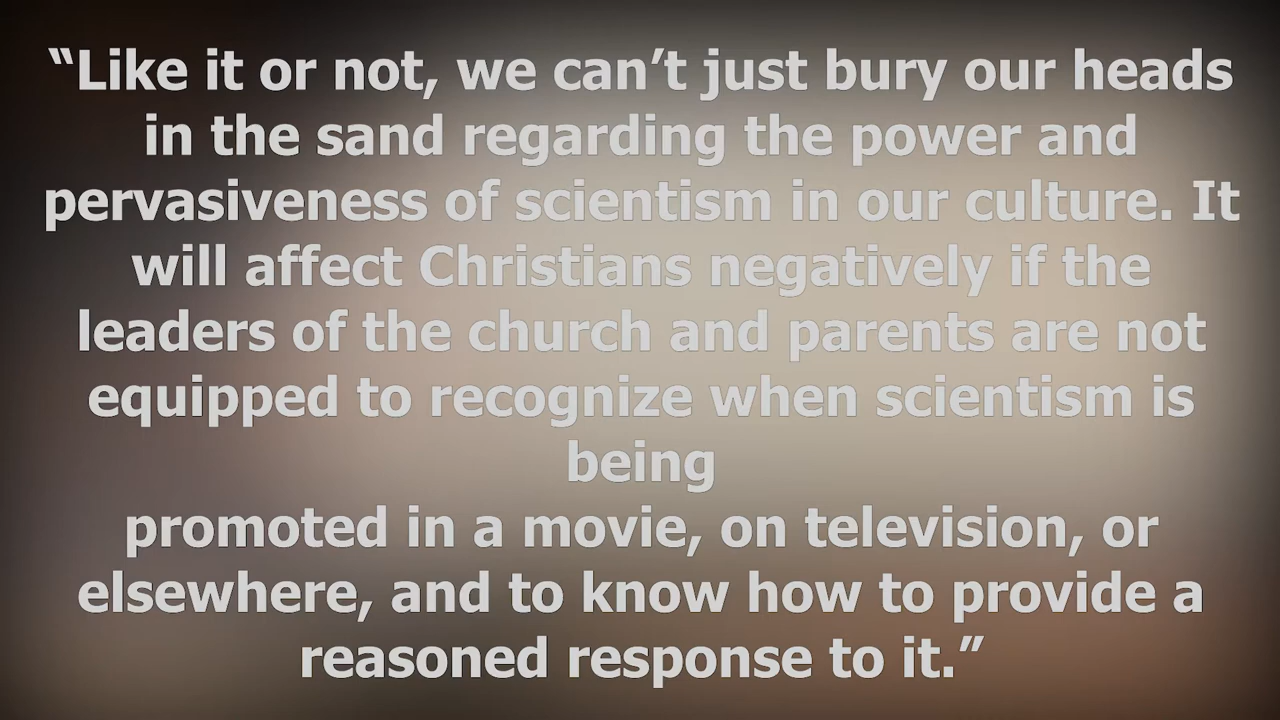 “Like it or not, we can’t just bury our heads
in the sand regarding the power and
pervasiveness of scientism in our culture. It
will affect Christians negatively if the
leaders of the church and parents are not
equipped to recognize when scientism is
being
promoted in a movie, on television, or
elsewhere, and to know how to provide a
reasoned response to it.”